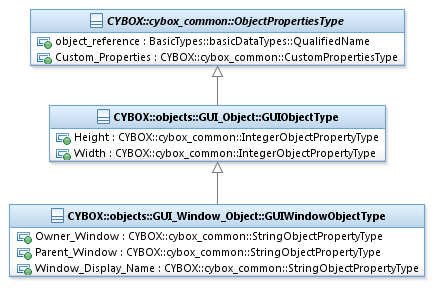 CYBOX::cybox_common::ObjectPropertiesType
object_reference : BasicTypes::basicDataTypes::QualifiedName
Custom_Properties : CYBOX::cybox_common::CustomPropertiesType
CYBOX::objects::GUI_Object::GUIObjectType
Height : CYBOX::cybox_common::IntegerObjectPropertyType
Width : CYBOX::cybox_common::IntegerObjectPropertyType
CYBOX::objects::GUI_Window_Object::GUIWindowObjectType
Owner_Window : CYBOX::cybox_common::StringObjectPropertyType
Parent_Window : CYBOX::cybox_common::StringObjectPropertyType
Window_Display_Name : CYBOX::cybox_common::StringObjectPropertyType